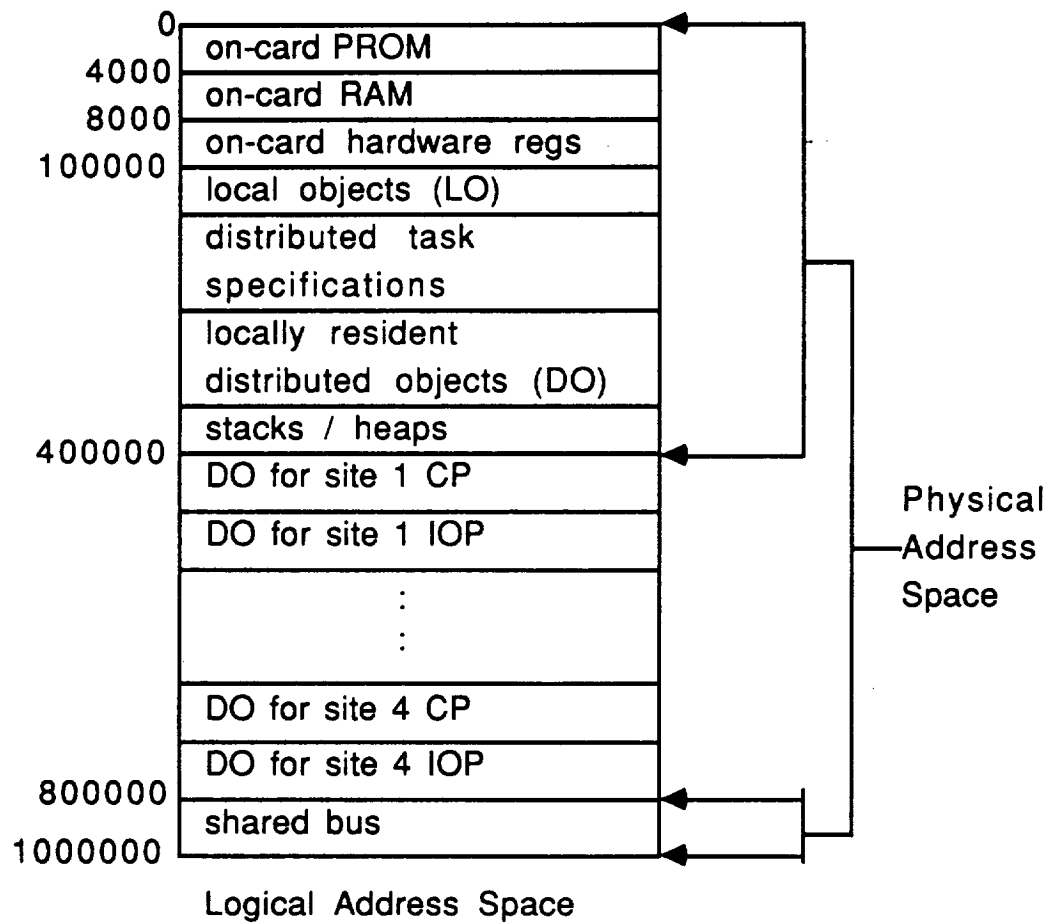 0
on-card PROM
4000
on-card RAM
8000
on-card hardware regs
100000
local objects (LO)
distributed task
specifications
locally resident
distributed objects (DO)
stacks / heaps
400000
DO for site 1 CP
DO for site 1 IOP
:
:
DO for site 4 CP
DO for site 4 IOP
800000
shared bus
1000000
Logical Address Space
Physical
Address
Space